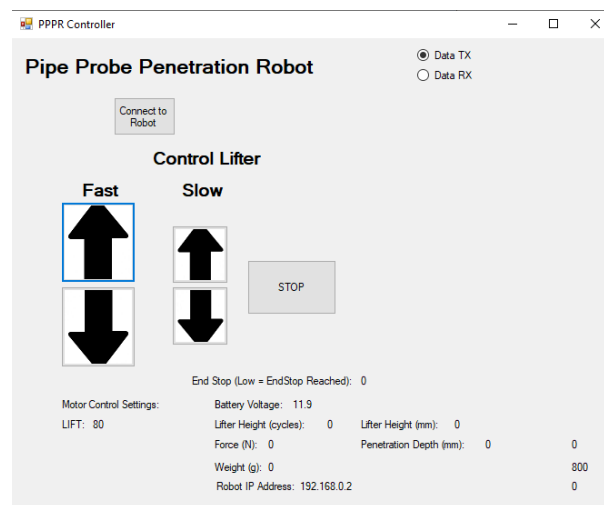 PPPR Controller
Pipe Probe Penetration Robot
Data TX
Data RX
Connect to
Robot
Control Lifter
Fast Slow
STOP
End Stop (Low = EndStop Reached): 0
Motor Control Settings: Battery Voltage: 11.9
LIFT: 80 Lifter Height (cycles): 0 Lifter Height (mm): 0
Force (N): 0 Penetration Depth (mm): 0 0
Weight (g): 0 800
Robot IP Address: 192.168.0.2 0